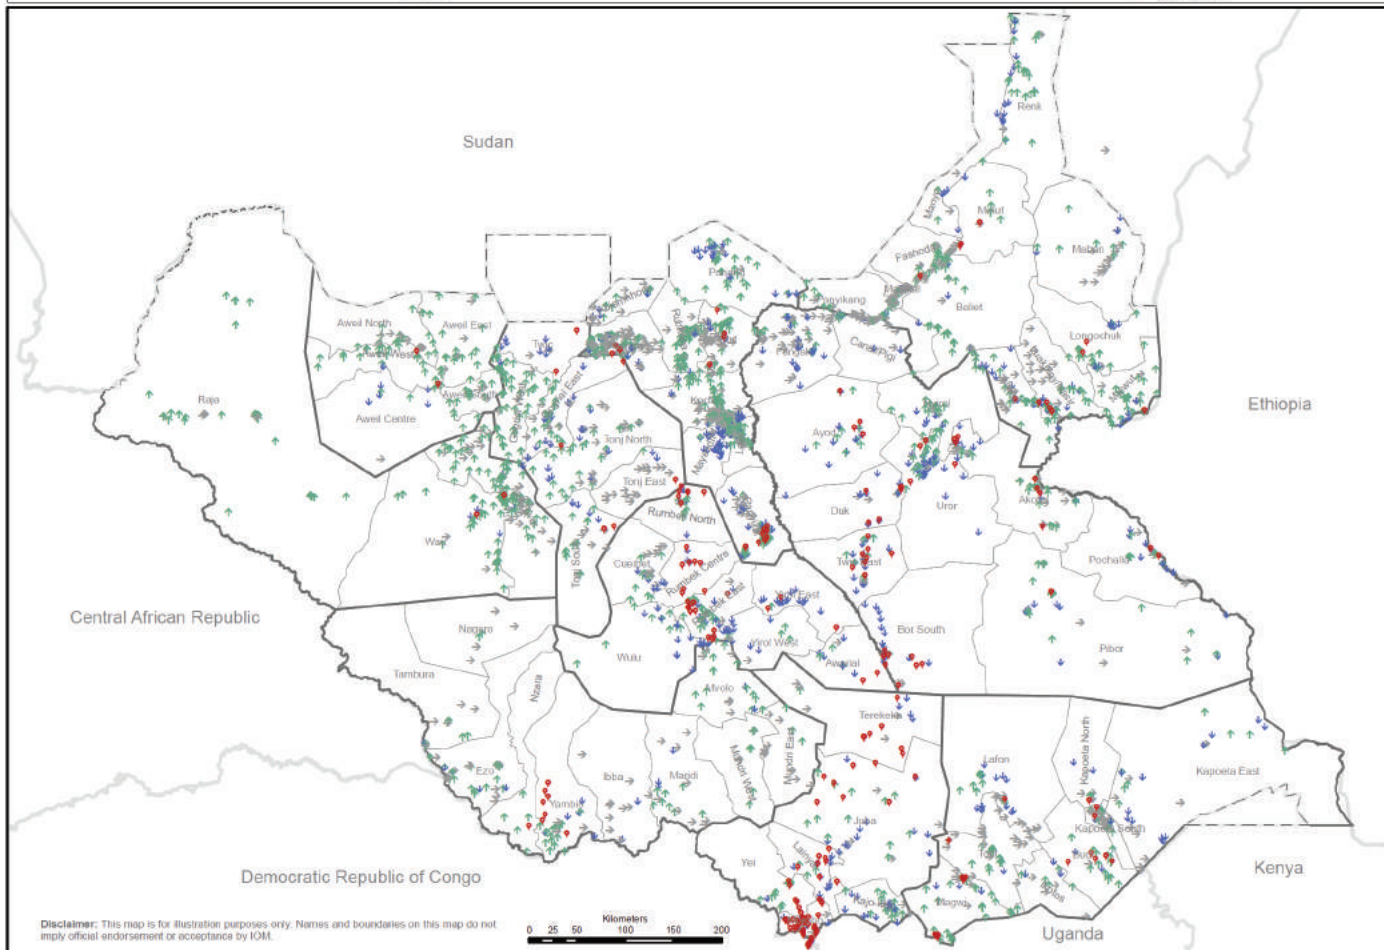 Sudan
Renk
Manyo
Melut
Maban
Fashoda
Panyikang
Baliet
Aweil North
Aweil East
Aweil West
Twic
Longochuk
Canal/Pigi
Raja
Aweil Centre
Ethiopia
Tonj North
Ayod
Tonj East
Rumbek North
Duk
Uror
Akobo
Wau
Tonj South
Cueibet
Rumbek Centre
Twic East
Pochalla
Central African Republic
Nagero
Yirol East
Bor South
Wulu
Yirol West
Awerial
Pibor
Tambura
Nzara
Mvolo
Terekeka
Kapoeta North
Lafon
Kapoeta East
Ezo
Ibba
Maridi
Mundri West
Mundri East
Yambio
Juba
Kapoeta South
Yei
Lainya
Kenya
Democratic Republic of Congo
Kajo-keji
Magwi
Disclaimer: This map is for illustration purposes only. Names and boundaries on this map do not
imply official endorsement or acceptance by IOM.
Kilometers
0 25 50 100 150 200
Uganda